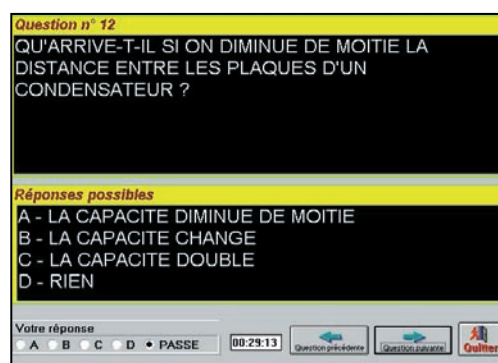 Question n° 12
QU'ARRIVE-T-IL SI ON DIMINUE DE MOITIE LA
DISTANCE ENTRE LES PLAQUES D'UN
CONDENSATEUR ?
Réponses possibles
A - LA CAPACITE DIMINUE DE MOITIE
B - LA CAPACITE CHANGE
C - LA CAPACITE DOUBLE
D - RIEN
Votre réponse
A B C D PASSE
00:29:13
Question précédente
Question suivante
Quitter